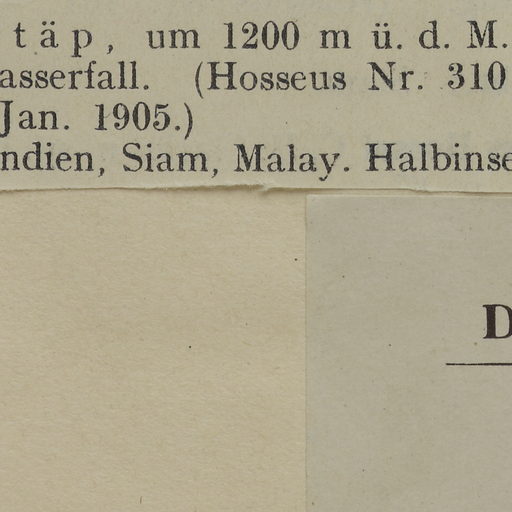 täp, um 1200 m ü. d. M.
asserfall. (Hosseus Nr. 310
Jan. 1905.)
ndien, Siam, Malay. Halbinse
D